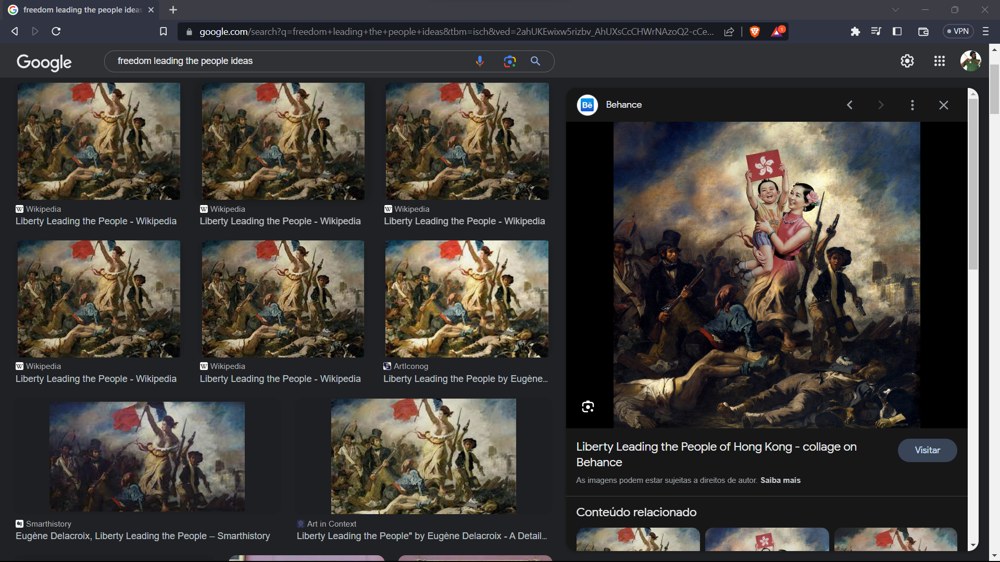 freedom leading the people ideas
google.com/search?q=freedom+leading+the+people+ideas&tbm=isch&ved=2ahUKEwixw5rizbv_AhUXsCcCHWrNAzoQ2-cCe...
1
VPN
Google
freedom leading the people ideas
Wikipedia
Liberty Leading the People - Wikipedia
Wikipedia
Liberty Leading the People - Wikipedia
Wikipedia
Liberty Leading the People - Wikipedia
Wikipedia
Liberty Leading the People - Wikipedia
Wikipedia
Liberty Leading the People - Wikipedia
ArtIconog
Liberty Leading the People by Eugène...
Smarthistory
Eugène Delacroix, Liberty Leading the People – Smarthistory
Art in Context
Liberty Leading the People" by Eugène Delacroix - A Detail...
Bē
Behance
Liberty Leading the People of Hong Kong - collage on
Behance
Visitar
As imagens podem estar sujeitas a direitos de autor. Saiba mais
Conteúdo relacionado